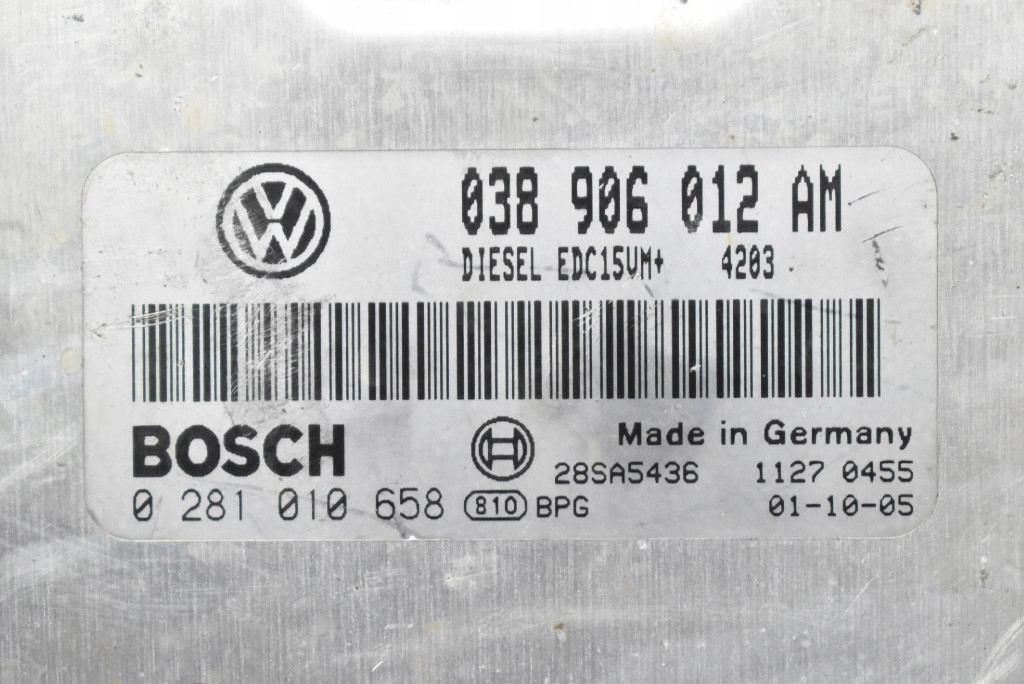 038 906 012 AM
DIESEL EDC15VM+ 4203
BOSCH
Made in Germany
28SA5436 1127 0455
0 281 010 658 810 BPG 01-10-05